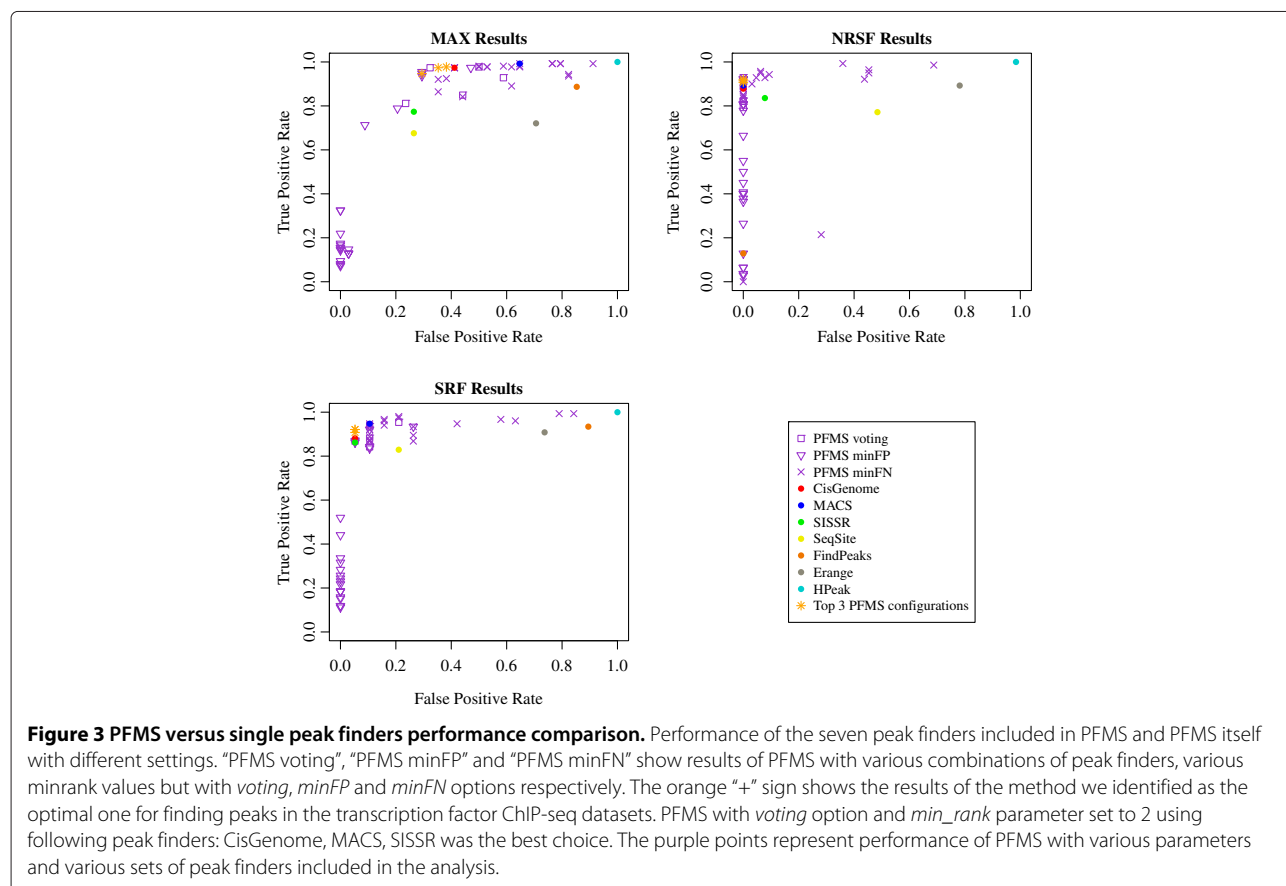 MAX Results
True Positive Rate
0.0 0.2 0.4 0.6 0.8 1.0
0.0 0.2 0.4 0.6 0.8 1.0
False Positive Rate
NRSF Results
True Positive Rate
0.0 0.2 0.4 0.6 0.8 1.0
0.0 0.2 0.4 0.6 0.8 1.0
False Positive Rate
SRF Results
True Positive Rate
0.0 0.2 0.4 0.6 0.8 1.0
0.0 0.2 0.4 0.6 0.8 1.0
False Positive Rate
PFMS voting
PFMS minFP
PFMS minFN
CisGenome
MACS
SISSR
SeqSite
FindPeaks
Erange
HPeak
Top 3 PFMS configurations
Figure 3 PFMS versus single peak finders performance comparison. Performance of the seven peak finders included in PFMS and PFMS itself
with different settings. “PFMS voting”, “PFMS minFP” and “PFMS minFN” show results of PFMS with various combinations of peak finders, various
minrank values but with voting, minFP and minFN options respectively. The orange “+” sign shows the results of the method we identified as the
optimal one for finding peaks in the transcription factor ChIP-seq datasets. PFMS with voting option and min_rank parameter set to 2 using
following peak finders: CisGenome, MACS, SISSR was the best choice. The purple points represent performance of PFMS with various parameters
and various sets of peak finders included in the analysis.